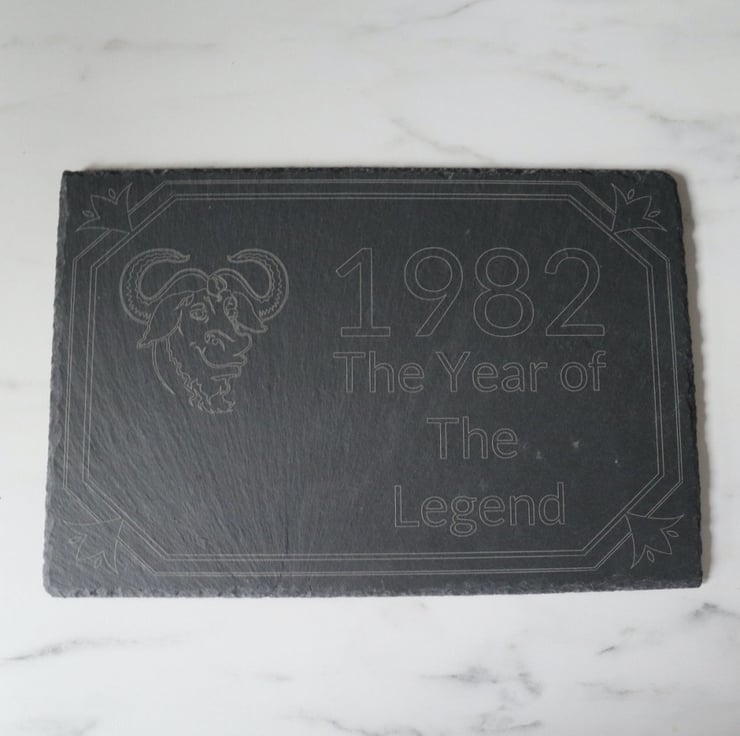 1982
The Year of
The
Legend